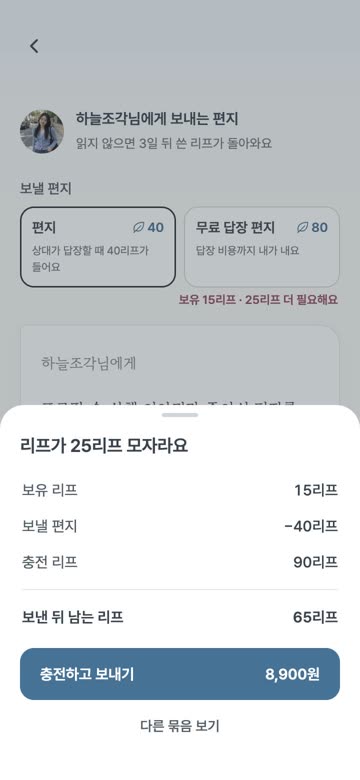 하늘조각님에게 보내는 편지
읽지 않으면 3일 뒤 쓴 리프가 돌아와요
보낼 편지
편지 40
상대가 답장할 때 40리프가
들어요
무료 답장 편지 80
답장 비용까지 내가 내요
보유 15리프 · 25리프 더 필요해요
하늘조각님에게
리프가 25리프 모자라요
보유 리프 15리프
보낼 편지 −40리프
충전 리프 90리프
보낸 뒤 남는 리프 65리프
충전하고 보내기 8,900원
다른 묶음 보기